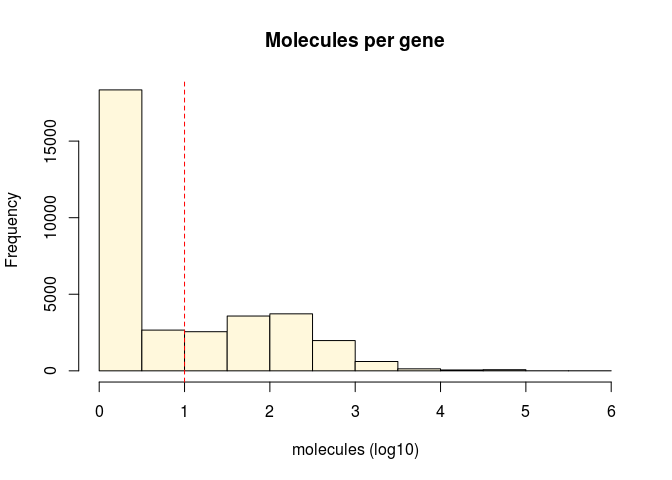 Molecules per gene
Frequency
15000
10000
5000
0
0 1 2 3 4 5 6
molecules (log10)